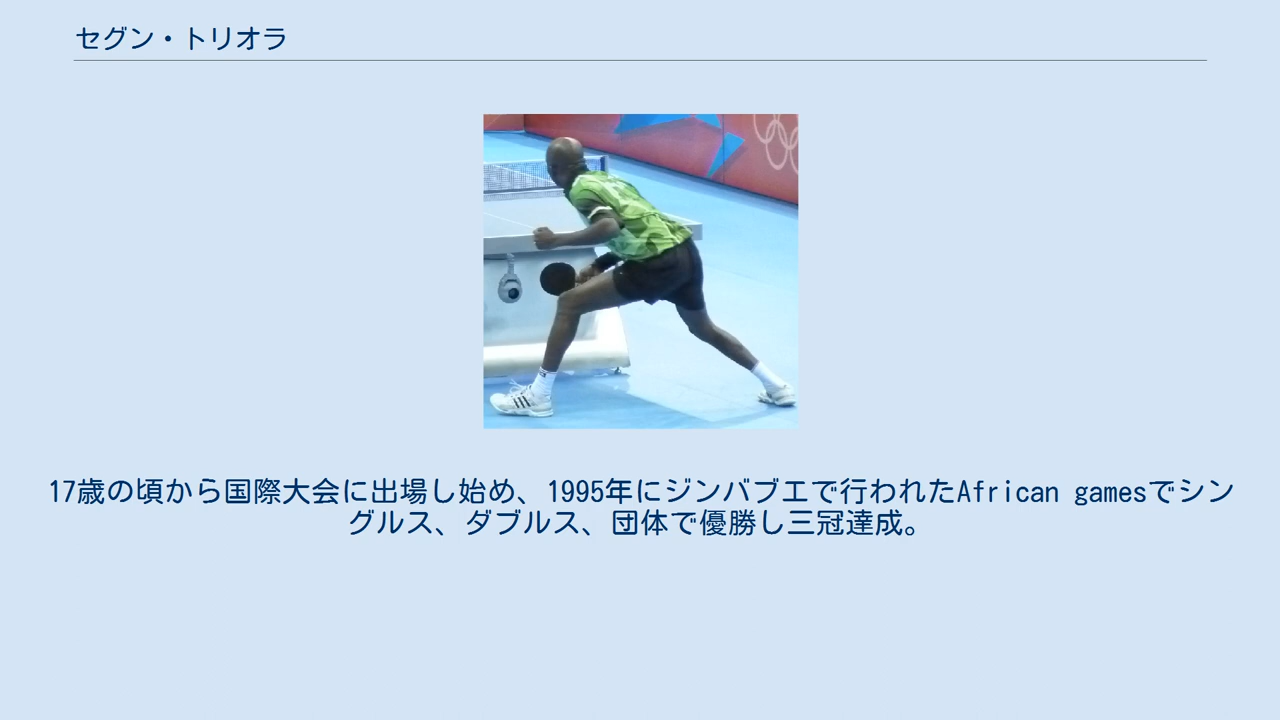 セグン・トリオラ
17歳の頃から国際大会に出場し始め、1995年にジンバブエで行われたAfrican gamesでシン
グルス、ダブルス、団体で優勝し三冠達成。